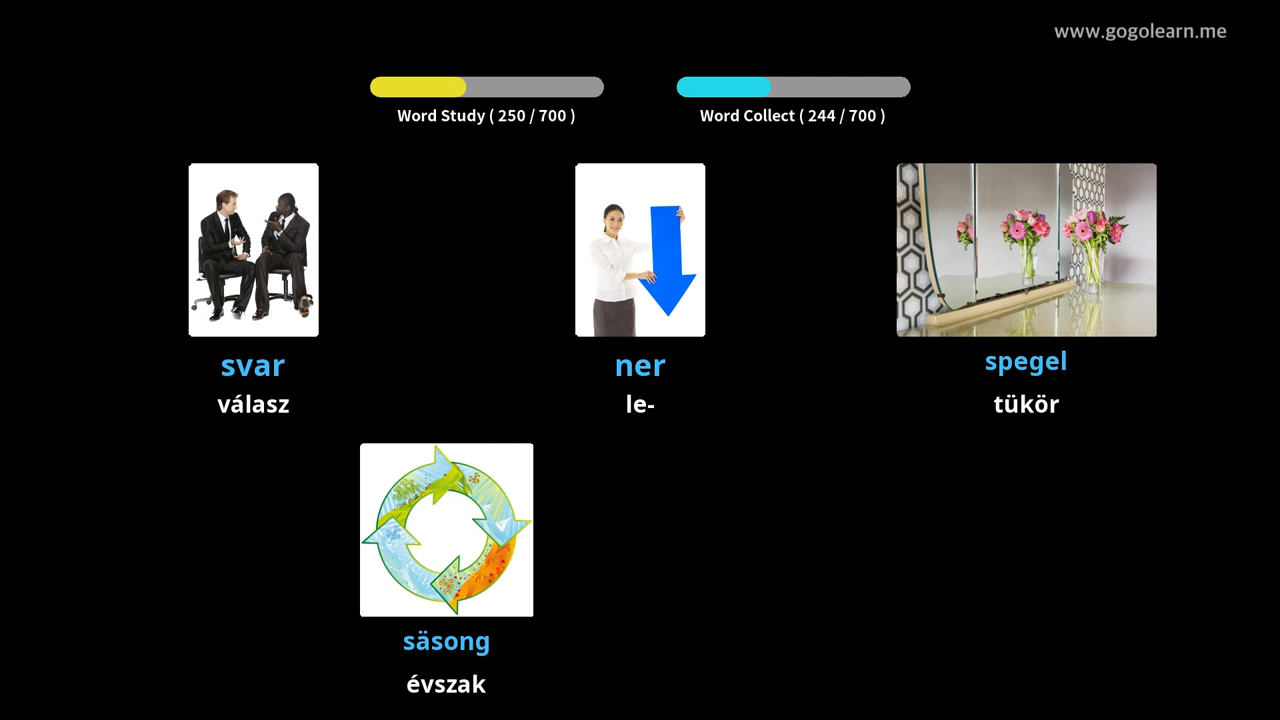 www.gogolearn.me
Word Study ( 250 / 700 )
Word Collect ( 244 / 700 )
svar
ner
spegel
válasz
le-
tükör
säsong
évszak